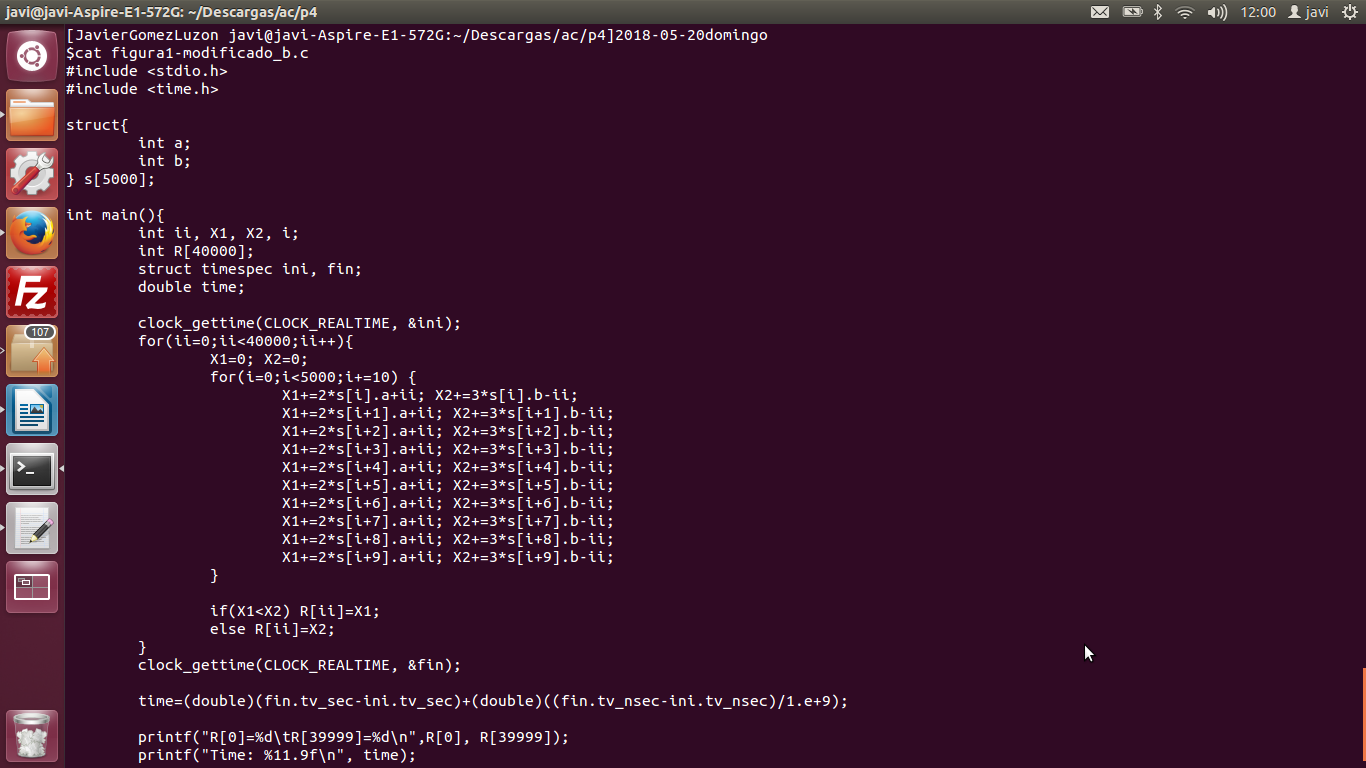 javi@javi-Aspire-E1-572G: ~/Descargas/ac/p4 12:00 javi
[JavierGomezLuzon javi@javi-Aspire-E1-572G:~/Descargas/ac/p4]2018-05-20domingo
$cat figura1-modificado_b.c
#include <stdio.h>
#include <time.h>
struct{
        int a;
        int b;
} s[5000];
int main(){
        int ii, X1, X2, i;
        int R[40000];
        struct timespec ini, fin;
        double time;
        clock_gettime(CLOCK_REALTIME, &ini);
        for(ii=0;ii<40000;ii++){
                X1=0; X2=0;
                for(i=0;i<5000;i+=10) {
                        X1+=2*s[i].a+ii; X2+=3*s[i].b-ii;
                        X1+=2*s[i+1].a+ii; X2+=3*s[i+1].b-ii;
                        X1+=2*s[i+2].a+ii; X2+=3*s[i+2].b-ii;
                        X1+=2*s[i+3].a+ii; X2+=3*s[i+3].b-ii;
                        X1+=2*s[i+4].a+ii; X2+=3*s[i+4].b-ii;
                        X1+=2*s[i+5].a+ii; X2+=3*s[i+5].b-ii;
                        X1+=2*s[i+6].a+ii; X2+=3*s[i+6].b-ii;
                        X1+=2*s[i+7].a+ii; X2+=3*s[i+7].b-ii;
                        X1+=2*s[i+8].a+ii; X2+=3*s[i+8].b-ii;
                        X1+=2*s[i+9].a+ii; X2+=3*s[i+9].b-ii;
                }
                if(X1<X2) R[ii]=X1;
                else R[ii]=X2;
        }
        clock_gettime(CLOCK_REALTIME, &fin);
        time=(double)(fin.tv_sec-ini.tv_sec)+(double)((fin.tv_nsec-ini.tv_nsec)/1.e+9);
        printf("R[0]=%d\tR[39999]=%d\n",R[0], R[39999]);
        printf("Time: %11.9f\n", time);
Fz
107
>_